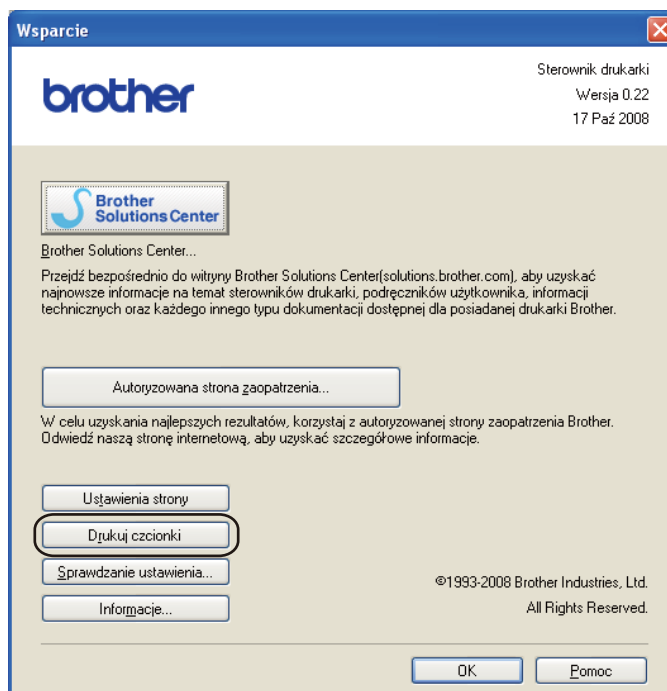 Wsparcie
brother
Sterownik drukarki
Wersja 0.22
17 Paź 2008
Brother
Solutions Center
Brother Solutions Center...
Przejdź bezpośrednio do witryny Brother Solutions Center(solutions.brother.com), aby uzyskać
najnowsze informacje na temat sterowników drukarki, podręczników użytkownika, informacji
technicznych oraz każdego innego typu dokumentacji dostępnej dla posiadanej drukarki Brother.
Autoryzowana strona zaopatrzenia...
W celu uzyskania najlepszych rezultatów, korzystaj z autoryzowanej strony zaopatrzenia Brother.
Odwiedź naszą stronę internetową, aby uzyskać szczegółowe informacje.
Ustawienia strony
Drukuj czcionki
Sprawdzanie ustawienia...
Informacje...
©1993-2008 Brother Industries, Ltd.
All Rights Reserved.
OK
Pomoc